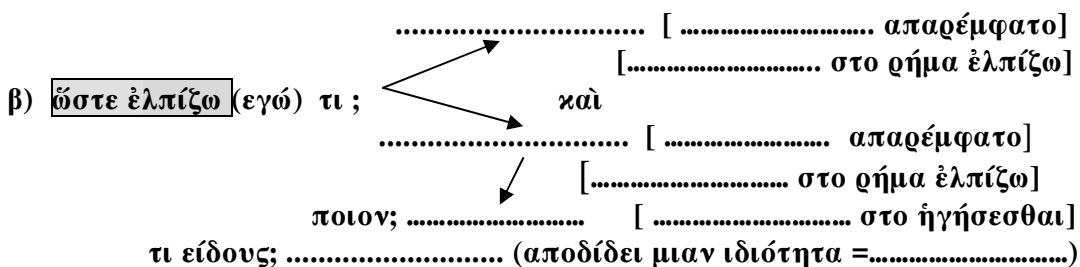 ............................... [ ............................ απαρέμφατο]
[............................ στο ρήμα ἐλπίζω]
β) ὥστε ἐλπίζω (εγώ) τι ; καὶ
............................... [ ........................ απαρέμφατο]
[............................. στο ρήμα ἐλπίζω]
ποιον; .......................... [ ............................. στο ἡγήσεσθαι]
τι είδους; ........................... (αποδίδει μιαν ιδιότητα =................................)